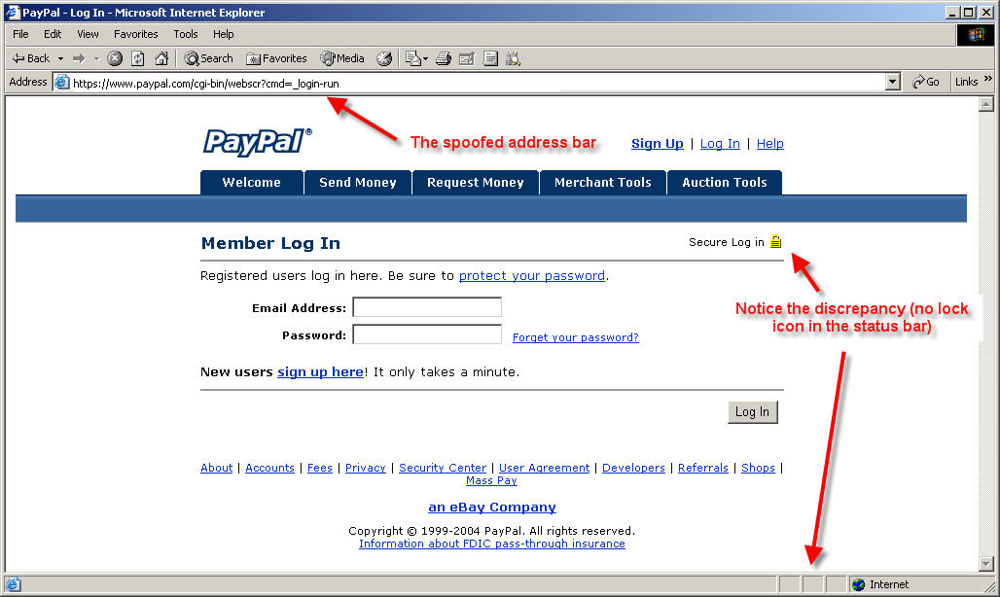 PayPal - Log In - Microsoft Internet Explorer
File Edit View Favorites Tools Help
Back Search Favorites Media
Address https://www.paypal.com/cgi-bin/webscr?cmd=_login-run Go Links »
PayPal® The spoofed address bar Sign Up | Log In | Help
Welcome Send Money Request Money Merchant Tools Auction Tools
Member Log In Secure Log in
Registered users log in here. Be sure to protect your password.
Email Address:
Notice the discrepancy (no lock
icon in the status bar)
Password: Forget your password?
New users sign up here! It only takes a minute.
Log In
About | Accounts | Fees | Privacy | Security Center | User Agreement | Developers | Referrals | Shops |
Mass Pay
an eBay Company
Copyright © 1999-2004 PayPal. All rights reserved.
Information about FDIC pass-through insurance
Internet